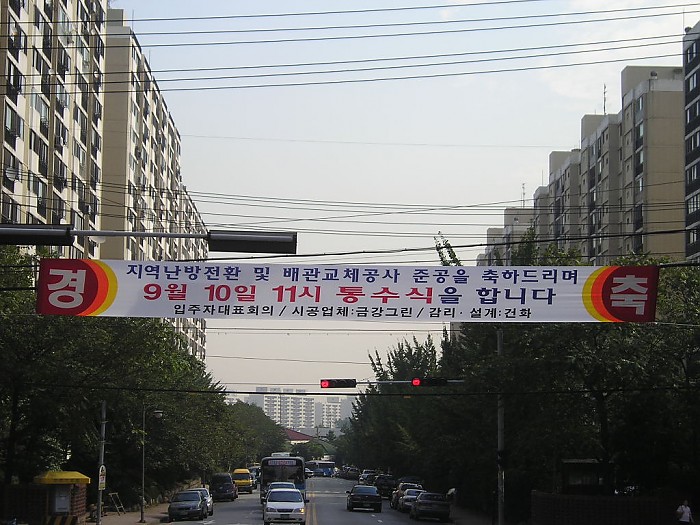 경
지역난방전환 및 배관교체공사 준공을 축하드리며
9월 10일 11시 통수식을 합니다
입주자대표회의 / 시공업체:금강그린 / 감리·설계:건화
축